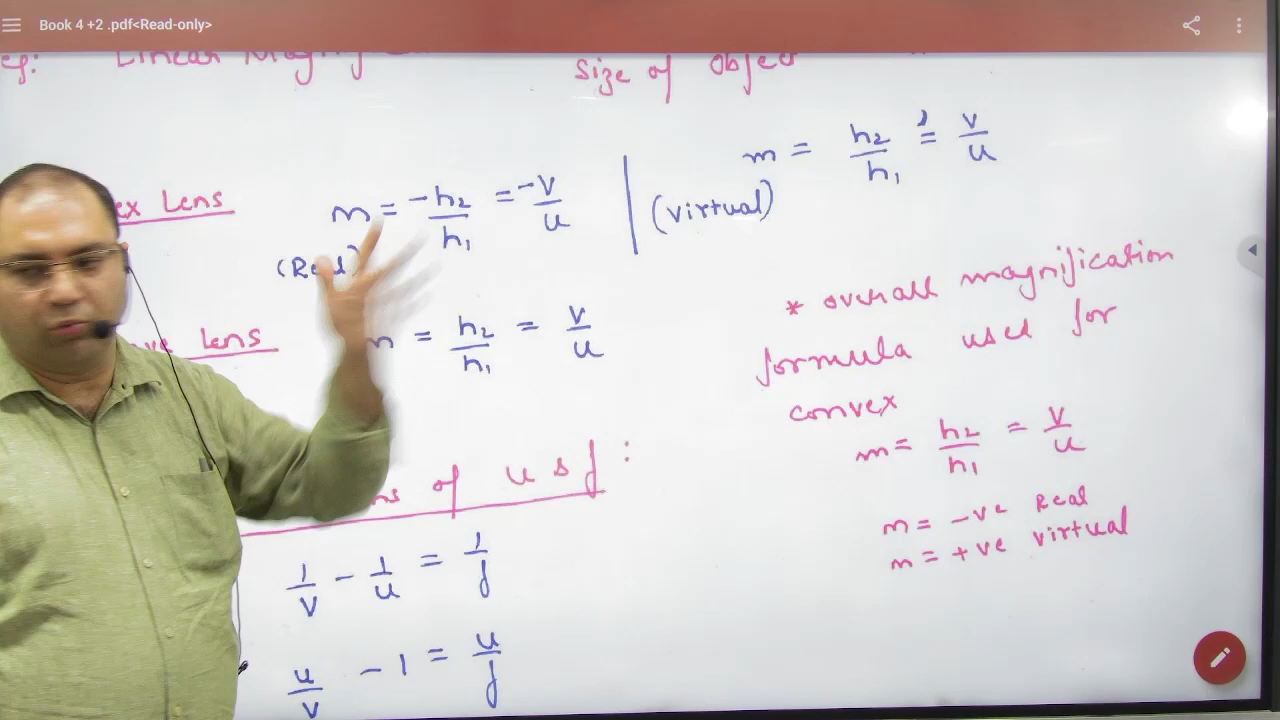 Book 4 +2 .pdf<Read-only>
Linear
Size of Object
m = h₂/h₁ = v/u
(virtual)
ex Lens
m = -h₂/h₁ = -v/u
(Real)
ve Lens
m = h₂/h₁ = v/u
* overall magnification
formula used for
convex
m = h₂/h₁ = v/u
m = -ve Real
m = +ve virtual
ns of u & f :
1/v - 1/u = 1/f
u/v - 1 = u/f